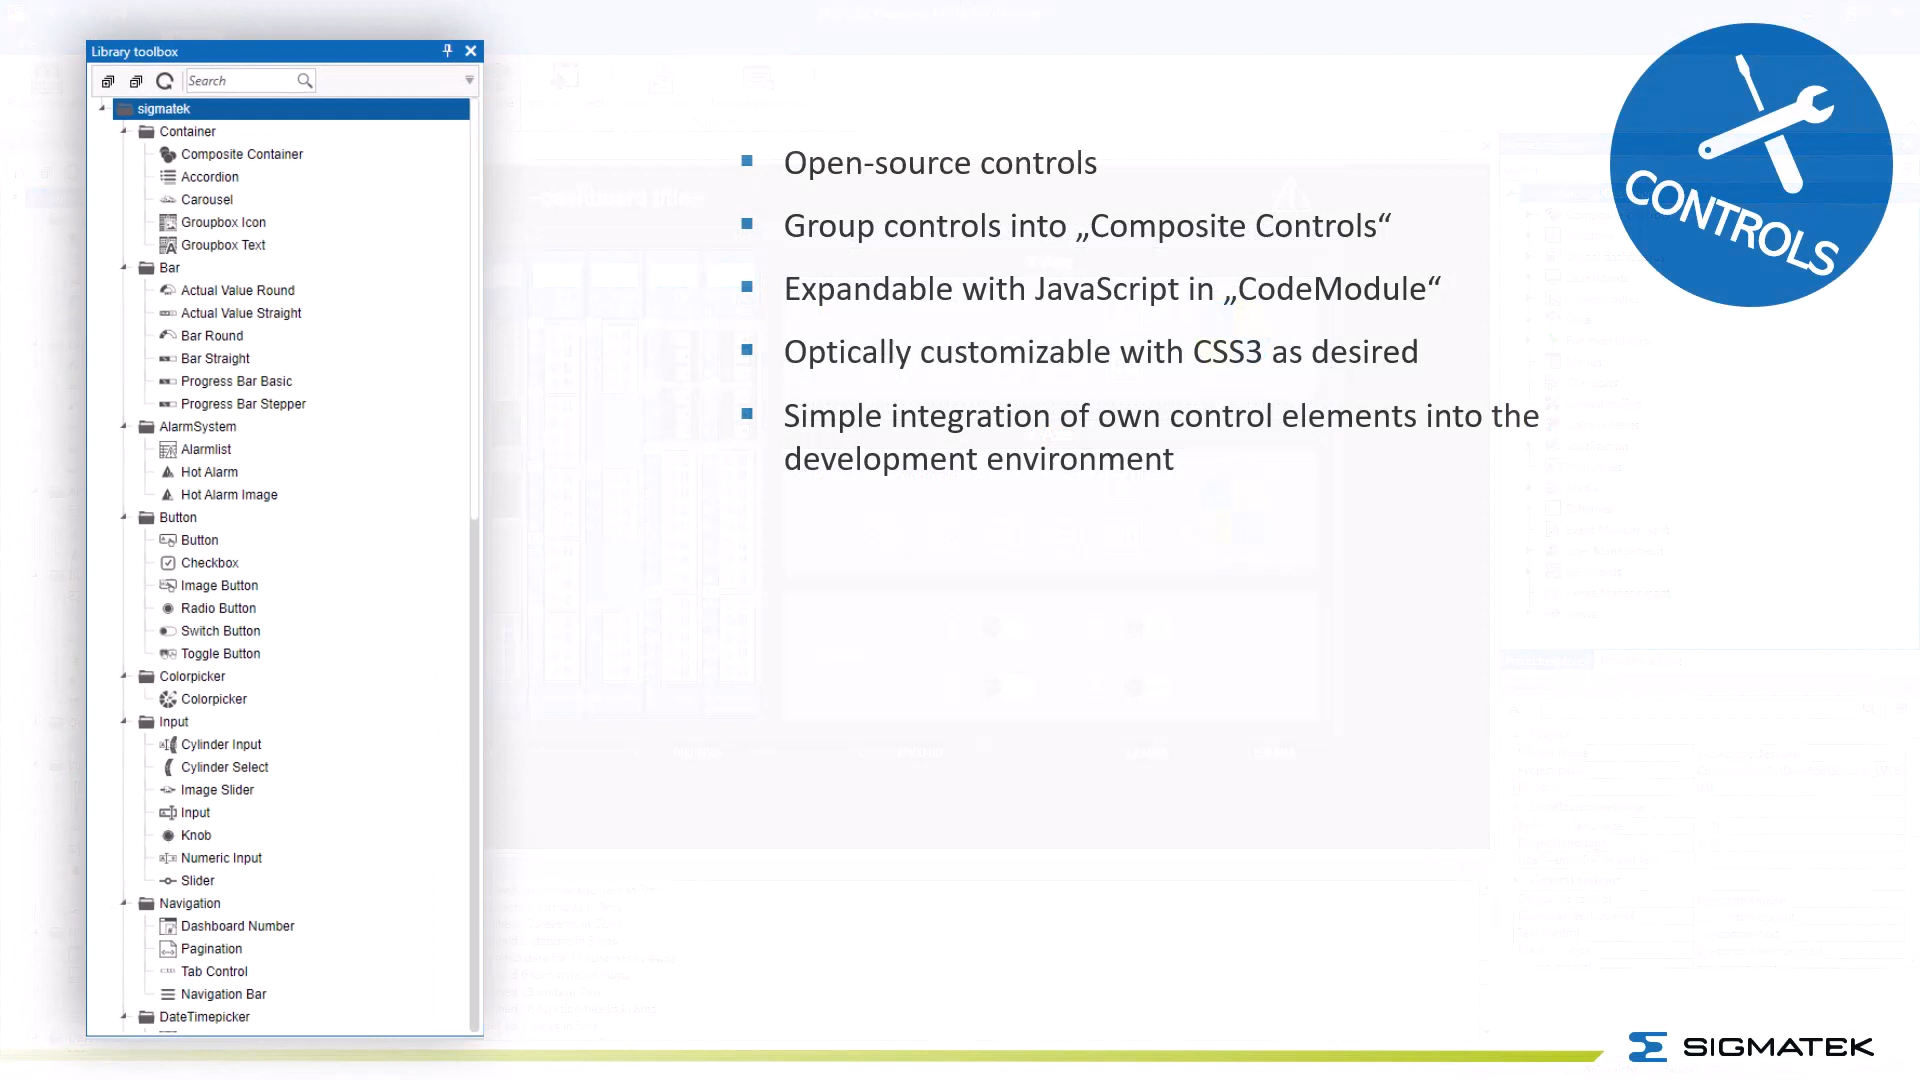 Library toolbox
Search
sigmatek
Container
Composite Container
Accordion
Carousel
Groupbox Icon
Groupbox Text
Bar
Actual Value Round
Actual Value Straight
Bar Round
Bar Straight
Progress Bar Basic
Progress Bar Stepper
AlarmSystem
Alarmlist
Hot Alarm
Hot Alarm Image
Button
Button
Checkbox
Image Button
Radio Button
Switch Button
Toggle Button
Colorpicker
Colorpicker
Input
Cylinder Input
Cylinder Select
Image Slider
Input
Knob
Numeric Input
Slider
Navigation
Dashboard Number
Pagination
Tab Control
Navigation Bar
DateTimepicker
Open-source controls
Group controls into „Composite Controls“
Expandable with JavaScript in „CodeModule“
Optically customizable with CSS3 as desired
Simple integration of own control elements into the
development environment
CONTROLS
SIGMATEK